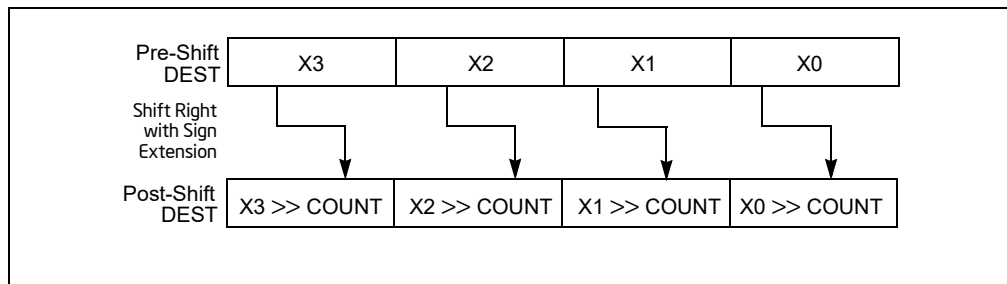 Pre-Shift
DEST
X3 X2 X1 X0
Shift Right
with Sign
Extension
Post-Shift
DEST
X3 >> COUNT X2 >> COUNT X1 >> COUNT X0 >> COUNT